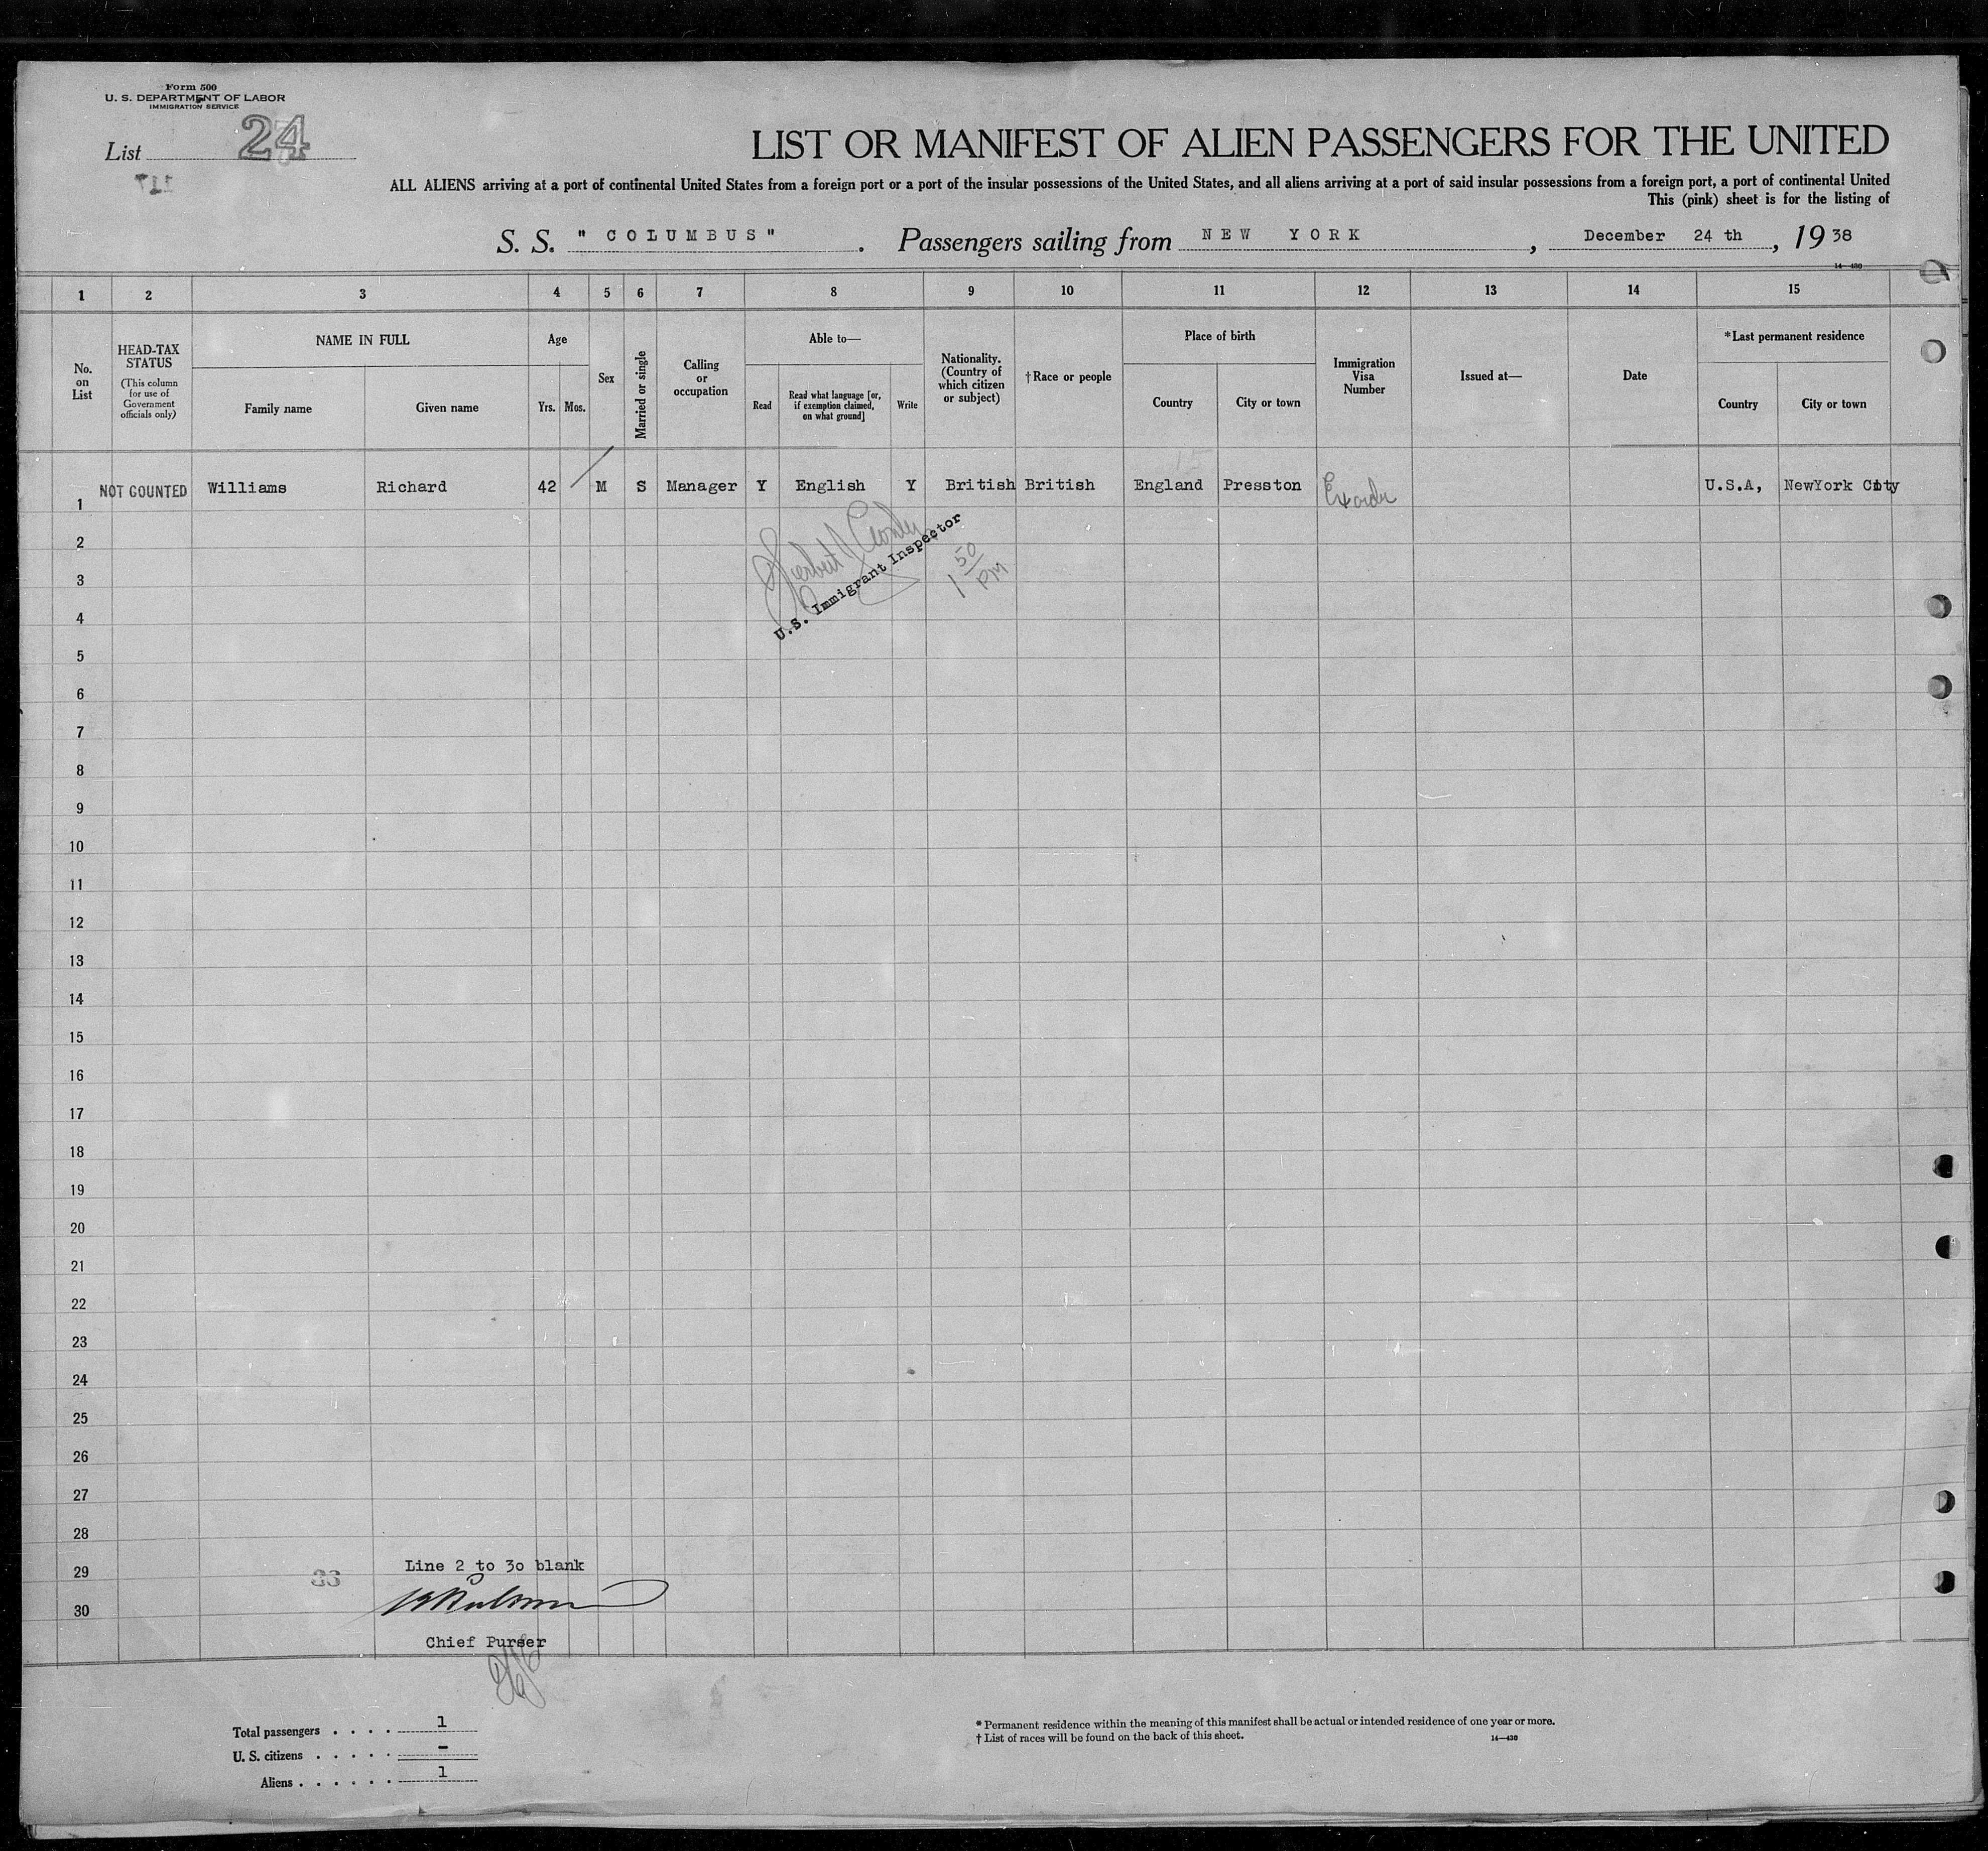 Form 500
U. S. DEPARTMENT OF LABOR
IMMIGRATION SERVICE
List 24
117
LIST OR MANIFEST OF ALIEN PASSENGERS FOR THE UNITED
ALL ALIENS arriving at a port of continental United States from a foreign port or a port of the insular possessions of the United States, and all aliens arriving at a port of said insular possessions from a foreign port, a port of continental United
This (pink) sheet is for the listing of
S. S. "COLUMBUS". Passengers sailing from NEW YORK, December 24 th, 1938
14—430
1 2 3 4 5 6 7 8 9 10 11 12 13 14 15
No. on List
HEAD-TAX STATUS
(This column for use of Government officials only)
NAME IN FULL
Family name
Given name
Age
Yrs. Mos.
Sex
Married or single
Calling or occupation
Able to—
Read
Read what language [or, if exemption claimed, on what ground]
Write
Nationality. (Country of which citizen or subject)
†Race or people
Place of birth
Country
City or town
Immigration Visa Number
Issued at—
Date
*Last permanent residence
Country
City or town
1 NOT COUNTED Williams Richard 42 M S Manager Y English Y British British England Presston U.S.A, NewYork City
U.S. Immigrant Inspector
1 50 PM
2
3
4
5
6
7
8
9
10
11
12
13
14
15
16
17
18
19
20
21
22
23
24
25
26
27
28
29 Line 2 to 3o blank
33
30
Chief Purser
Total passengers . . . . 1
U. S. citizens . . . . . -
Aliens . . . . . . 1
* Permanent residence within the meaning of this manifest shall be actual or intended residence of one year or more.
† List of races will be found on the back of this sheet.
14—430